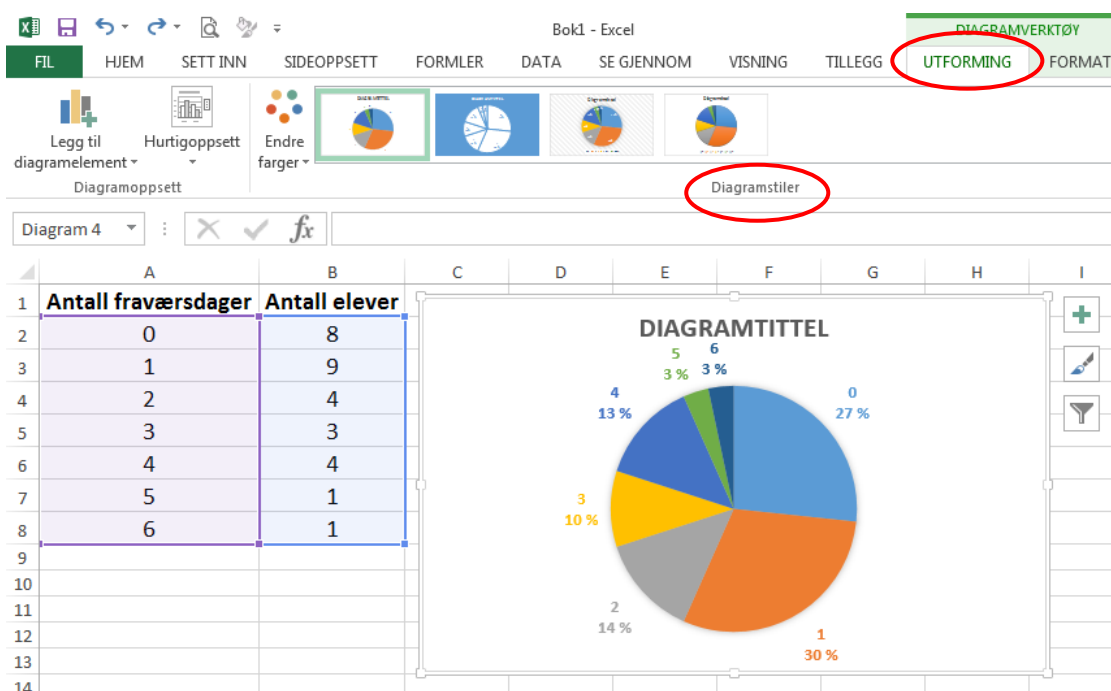 Bok1 - Excel
DIAGRAMVERKTØY
FIL HJEM SETT INN SIDEOPPSETT FORMLER DATA SE GJENNOM VISNING TILLEGG UTFORMING FORMAT
Legg til
diagramelement
Hurtigoppsett
Endre
farger
Diagramoppsett
Diagramstiler
Diagram 4
fx
A B C D E F G H I
1 Antall fraværsdager Antall elever
2 0 8
3 1 9
4 2 4
5 3 3
6 4 4
7 5 1
8 6 1
9
10
11
12
13
14
DIAGRAMTITTEL
5
3 %
6
3 %
4
13 %
0
27 %
3
10 %
2
14 %
1
30 %